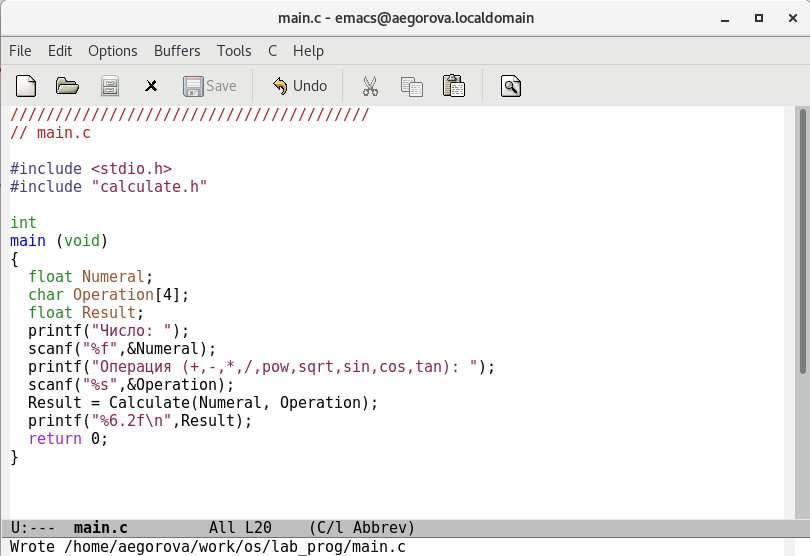 main.c - emacs@aegorova.localdomain
File Edit Options Buffers Tools C Help
Save Undo
////////////////////////////////////////
// main.c
#include <stdio.h>
#include "calculate.h"
int
main (void)
{
  float Numeral;
  char Operation[4];
  float Result;
  printf("Число: ");
  scanf("%f",&Numeral);
  printf("Операция (+,-,*,/,pow,sqrt,sin,cos,tan): ");
  scanf("%s",&Operation);
  Result = Calculate(Numeral, Operation);
  printf("%6.2f\n",Result);
  return 0;
}
U:--- main.c All L20 (C/l Abbrev)
Wrote /home/aegorova/work/os/lab_prog/main.c